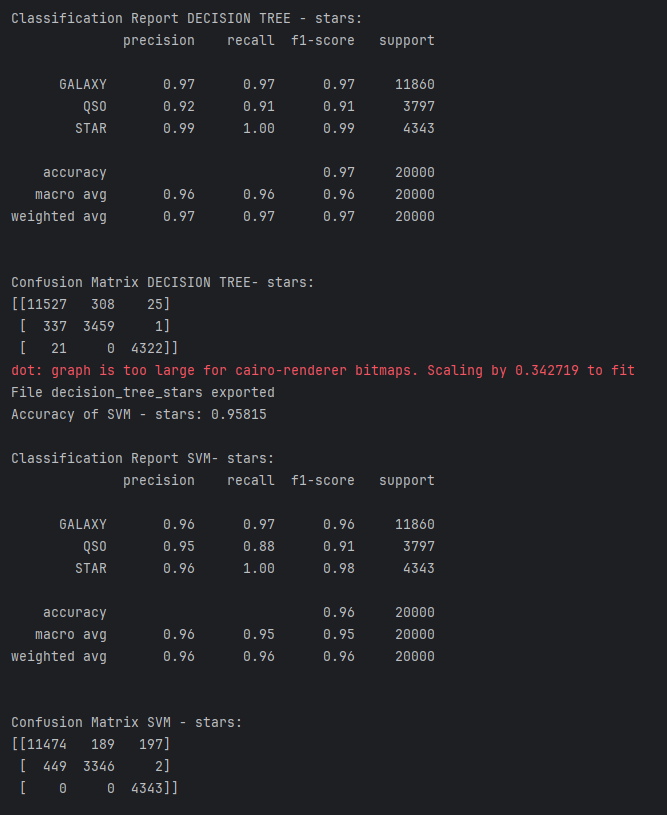 Classification Report DECISION TREE - stars:
              precision    recall  f1-score   support

      GALAXY       0.97      0.97      0.97     11860
         QSO       0.92      0.91      0.91      3797
        STAR       0.99      1.00      0.99      4343

    accuracy                           0.97     20000
   macro avg       0.96      0.96      0.96     20000
weighted avg       0.97      0.97      0.97     20000


Confusion Matrix DECISION TREE- stars:
[[11527   308    25]
 [  337  3459     1]
 [   21     0  4322]]
dot: graph is too large for cairo-renderer bitmaps. Scaling by 0.342719 to fit
File decision_tree_stars exported
Accuracy of SVM - stars: 0.95815

Classification Report SVM- stars:
              precision    recall  f1-score   support

      GALAXY       0.96      0.97      0.96     11860
         QSO       0.95      0.88      0.91      3797
        STAR       0.96      1.00      0.98      4343

    accuracy                           0.96     20000
   macro avg       0.96      0.95      0.95     20000
weighted avg       0.96      0.96      0.96     20000


Confusion Matrix SVM - stars:
[[11474   189   197]
 [  449  3346     2]
 [    0     0  4343]]